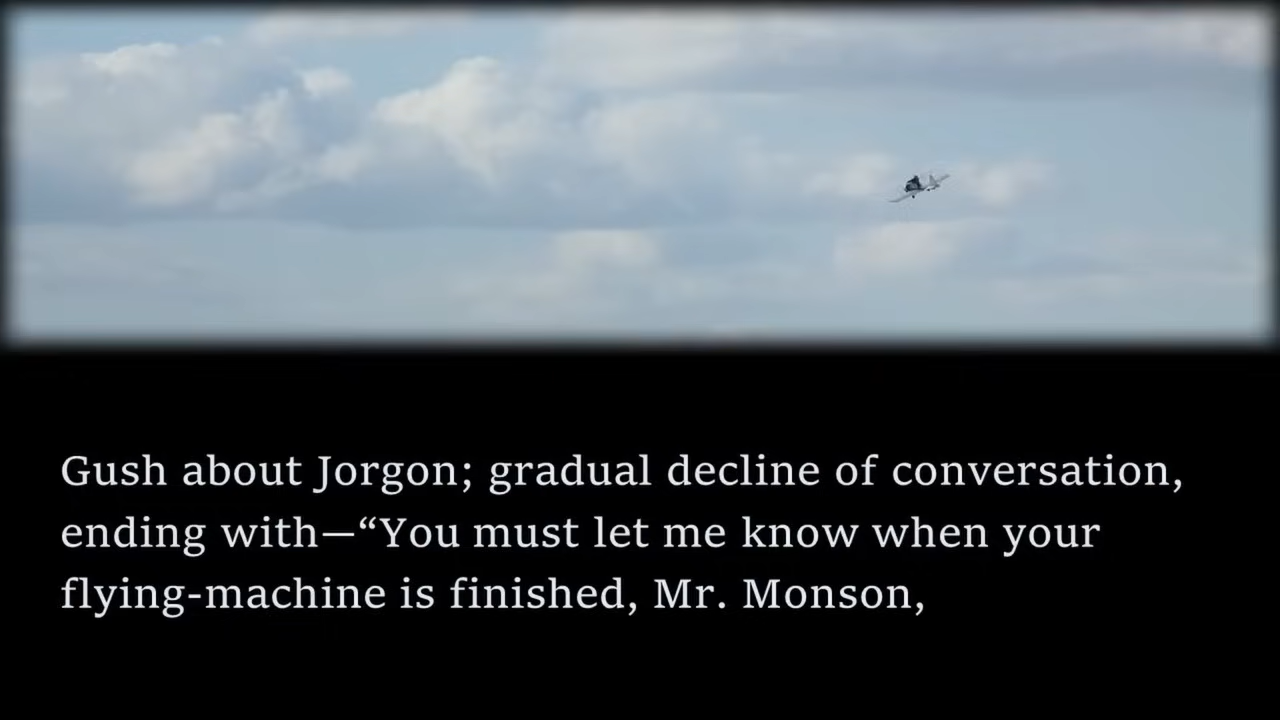 Gush about Jorgon; gradual decline of conversation,
ending with—“You must let me know when your
flying-machine is finished, Mr. Monson,